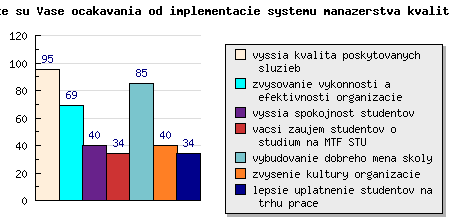 su Vase ocakavania od implementacie systemu manazerstva
120
100
80
60
40
20
0
95
69
40
34
85
40
34
vyssia kvalita poskytovanych
sluzieb
zvysovanie vykonnosti a
efektivnosti organizacie
vyssia spokojnost studentov
vacsi zaujem studentov o
studium na MTF STU
vybudovanie dobreho mena skoly
zvysenie kultury organizacie
lepsie uplatnenie studentov na
trhu prace